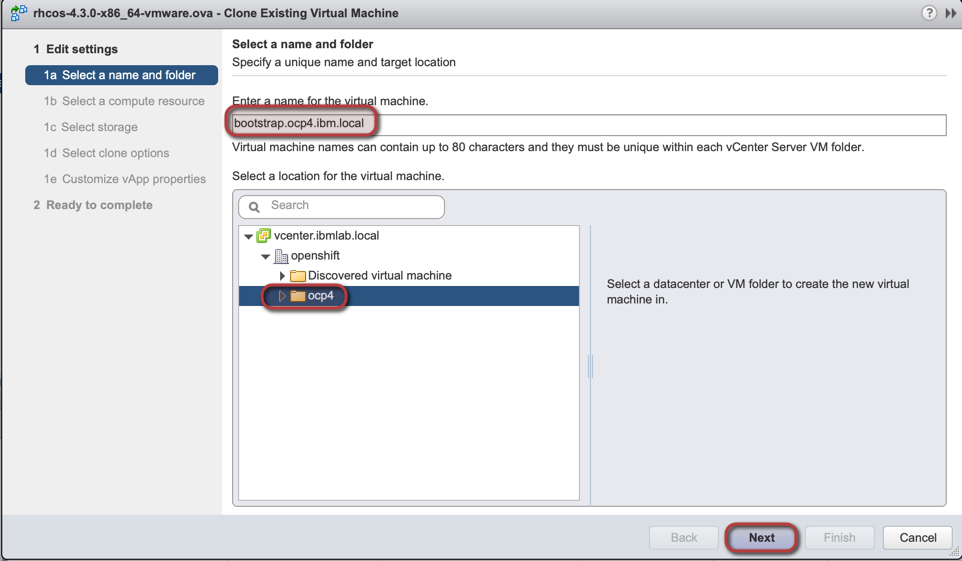 rhcos-4.3.0-x86_64-vmware.ova - Clone Existing Virtual Machine
1 Edit settings
1a Select a name and folder
1b Select a compute resource
1c Select storage
1d Select clone options
1e Customize vApp properties
2 Ready to complete
Select a name and folder
Specify a unique name and target location
Enter a name for the virtual machine.
bootstrap.ocp4.ibm.local
Virtual machine names can contain up to 80 characters and they must be unique within each vCenter Server VM folder.
Select a location for the virtual machine.
Search
vcenter.ibmlab.local
openshift
Discovered virtual machine
ocp4
Select a datacenter or VM folder to create the new virtual
machine in.
Back
Next
Finish
Cancel